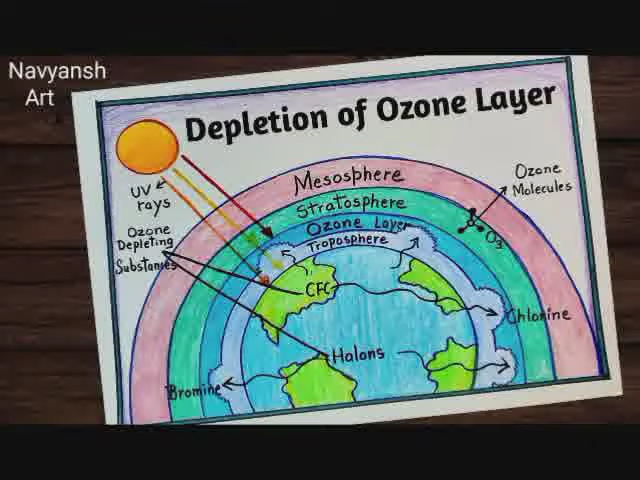 Navyansh
Art
Depletion of Ozone Layer
UV
rays
Ozone
Depleting
Substanses
Mesosphere
Stratosphere
Ozone Layer
Troposphere
Ozone
Molecules
O3
CFC
Chlorine
Halons
Bromine